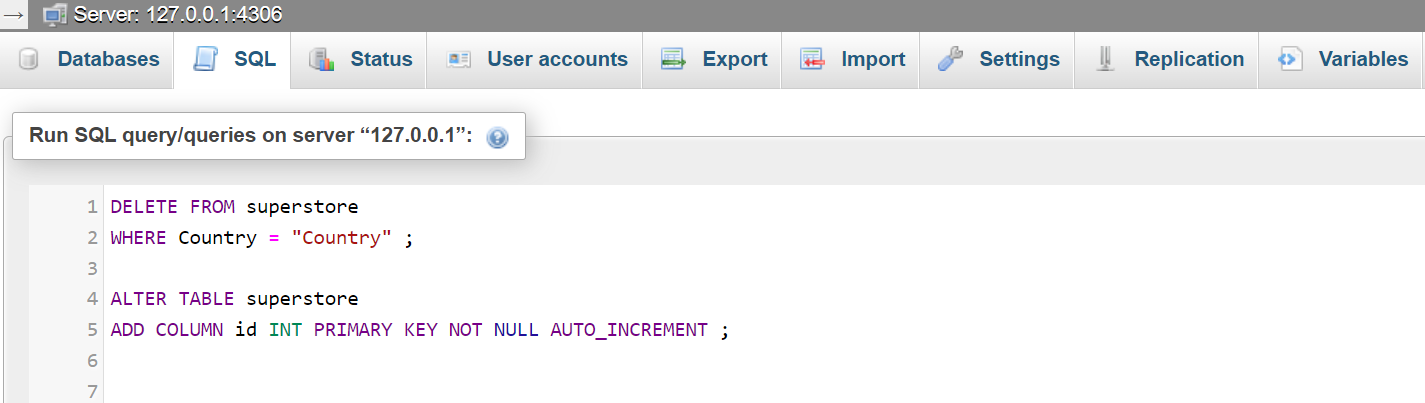 Server: 127.0.0.1:4306
Databases SQL Status User accounts Export Import Settings Replication Variables
Run SQL query/queries on server “127.0.0.1”:
1 DELETE FROM superstore
2 WHERE Country = "Country" ;
3
4 ALTER TABLE superstore
5 ADD COLUMN id INT PRIMARY KEY NOT NULL AUTO_INCREMENT ;
6
7